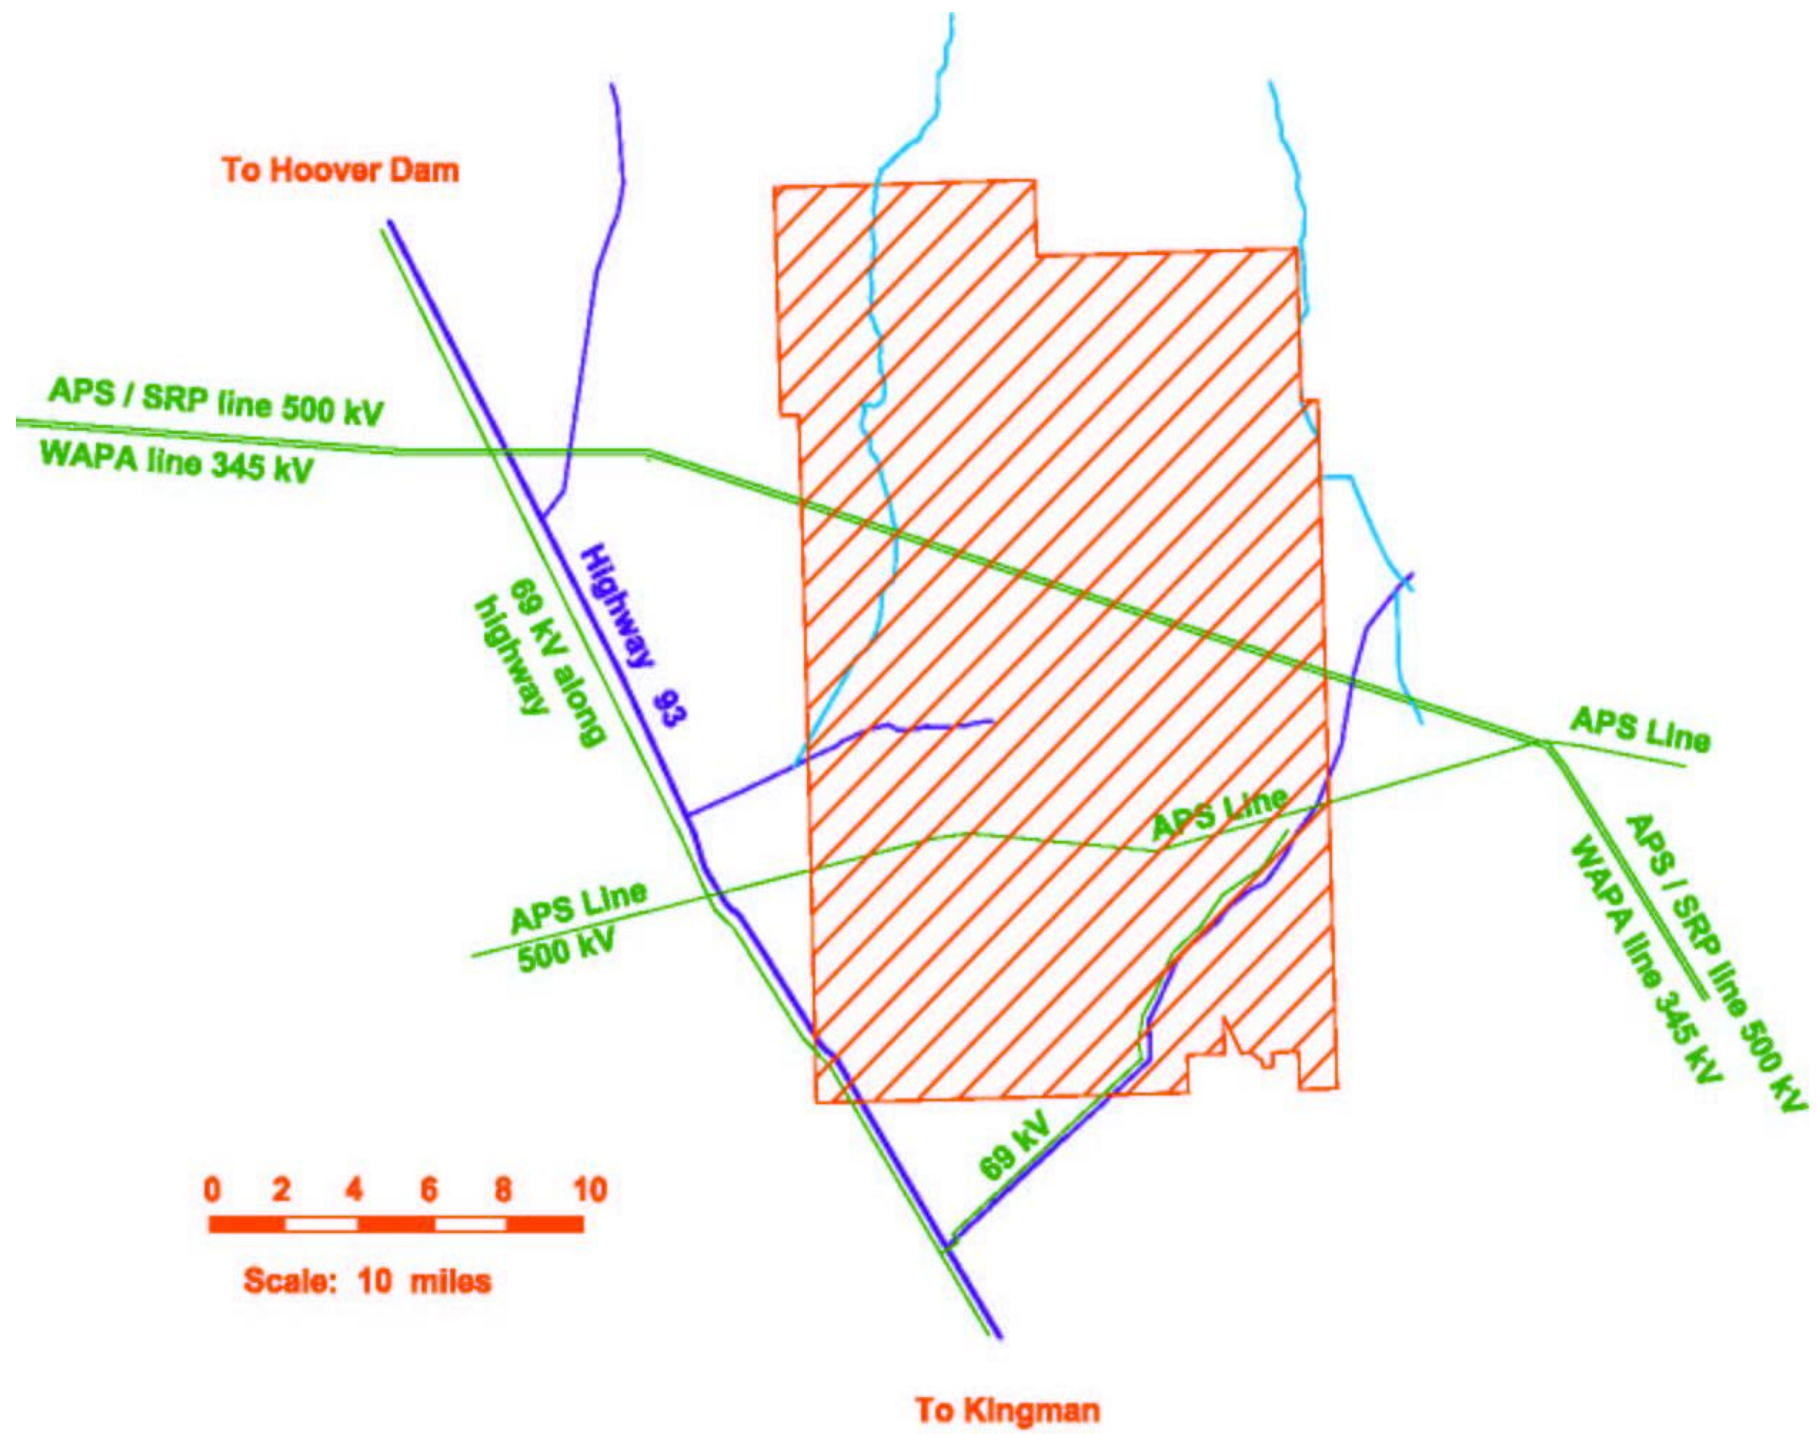 To Hoover Dam
APS / SRP line 500 kV
WAPA line 345 kV
Highway 93
69 kV along
highway
APS Line
APS Line
APS Line
500 kV
APS / SRP line 500 kV
WAPA line 345 kV
69 kV
0 2 4 6 8 10
Scale: 10 miles
To Kingman